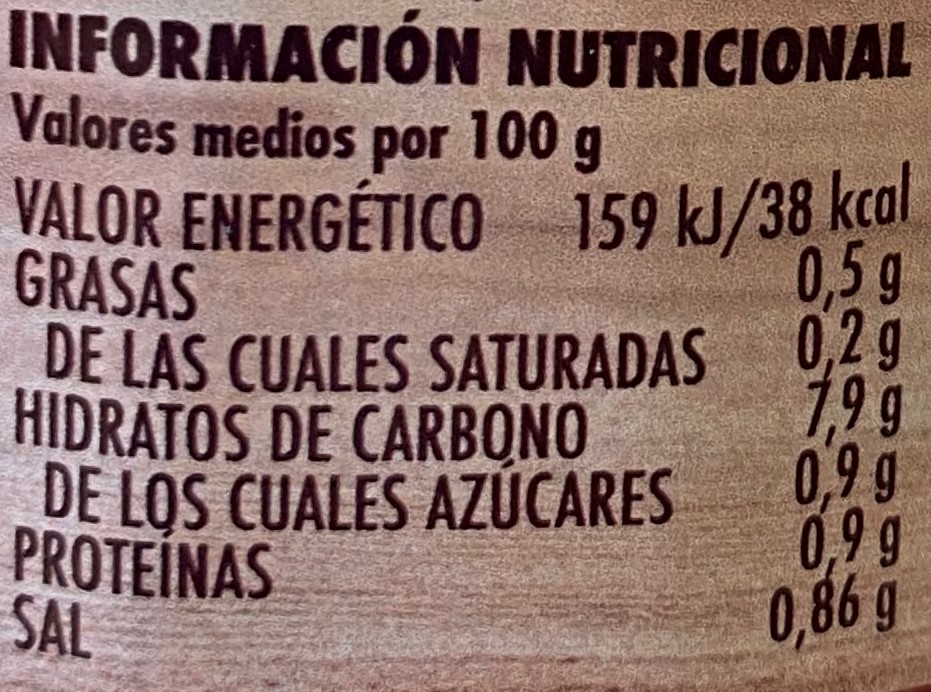 INFORMACIÓN NUTRICIONAL
Valores medios por 100 g
VALOR ENERGÉTICO 159 kJ/38 kcal
GRASAS 0,5 g
DE LAS CUALES SATURADAS 0,2 g
HIDRATOS DE CARBONO 7,9 g
DE LOS CUALES AZÚCARES 0,9 g
PROTEÍNAS 0,9 g
SAL 0,86 g